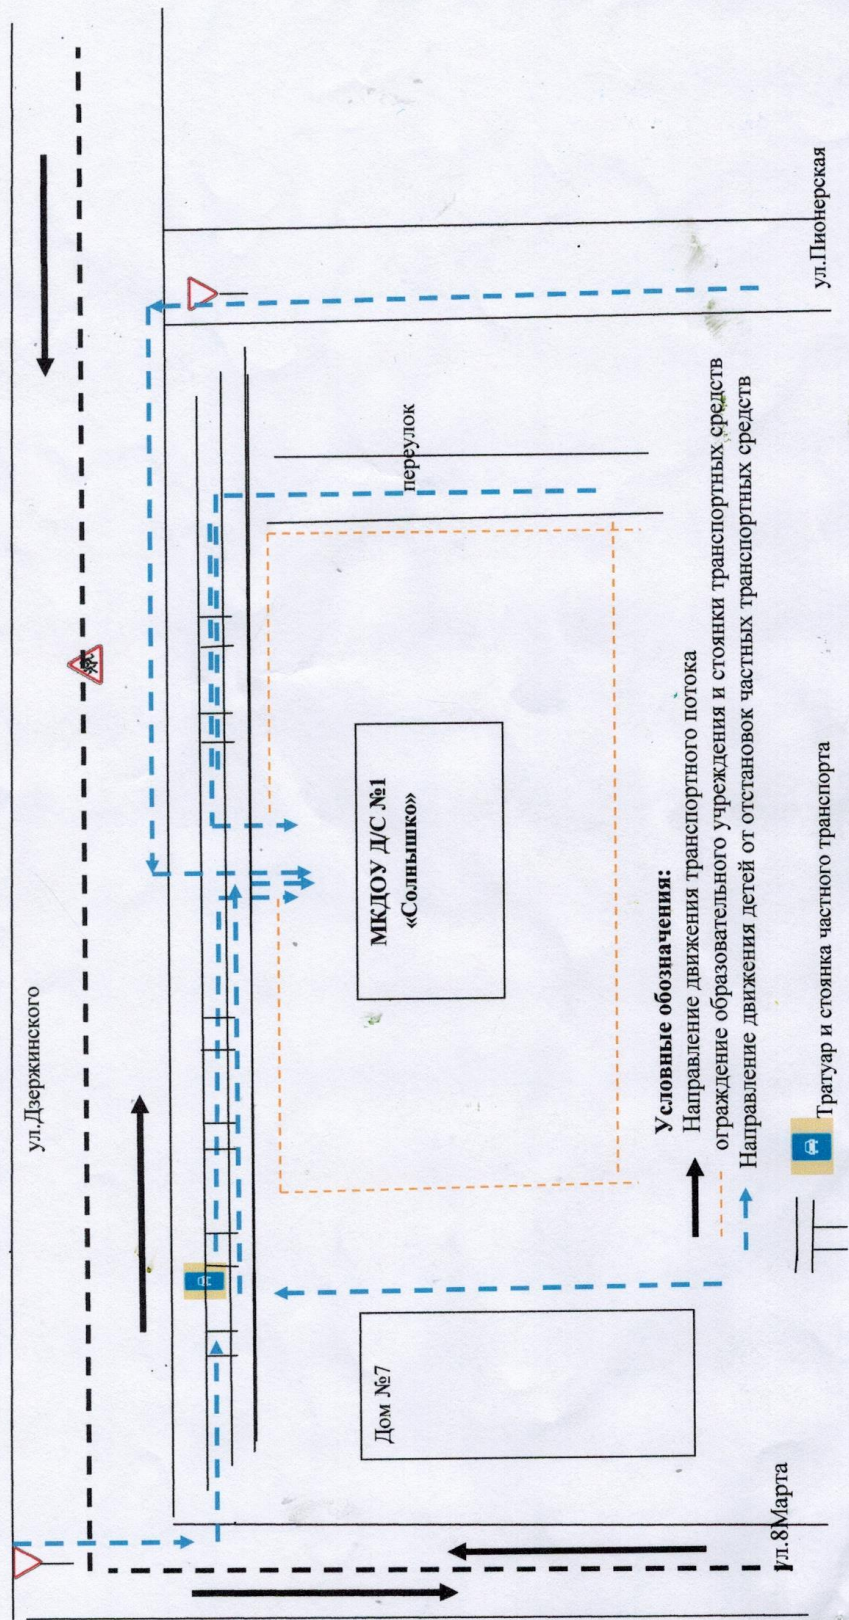 ул.Дзержинского
ул.Пионерская
переулок
МКДОУ Д/С №1
«Солнышко»
Дом №7
ул.8Марта
Условные обозначения:
Направление движения транспортного потока
ограждение образовательного учреждения и стоянки транспортных средств
Направление движения детей от отстановок частных транспортных средств
Тратуар и стоянка частного транспорта